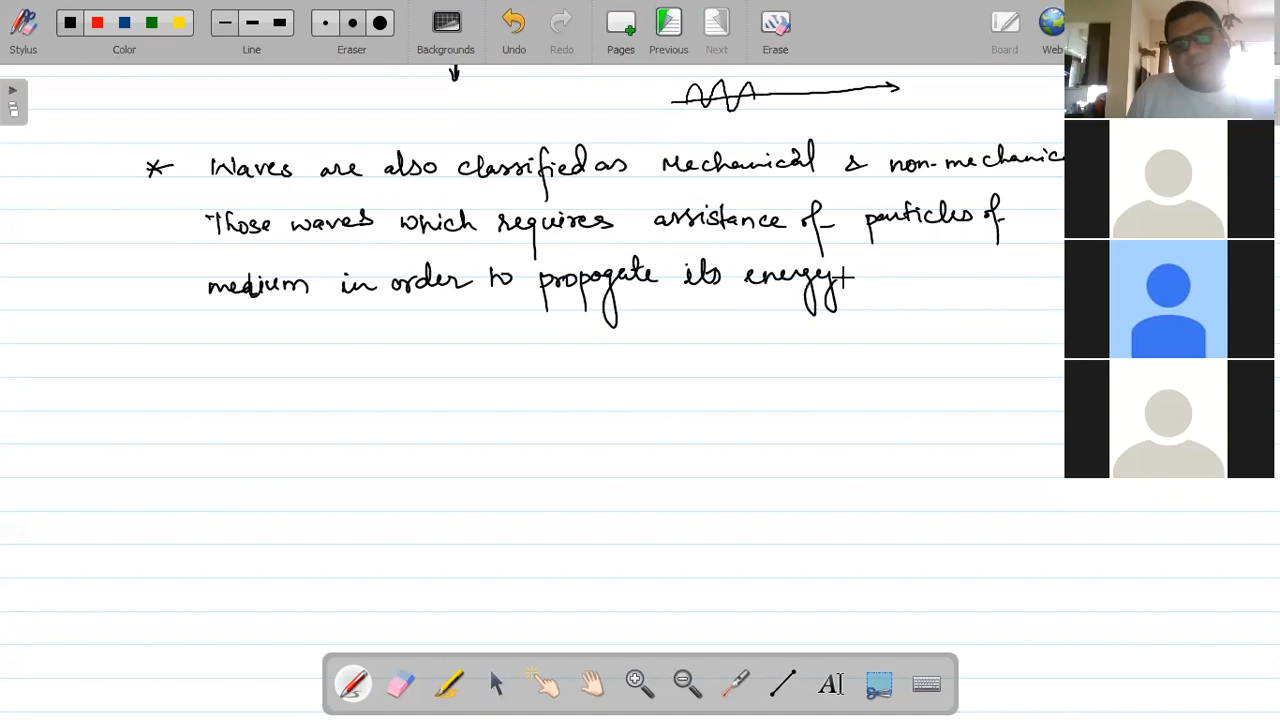 Stylus
Color
Line
Eraser
Backgrounds
Undo
Redo
Pages
Previous
Next
Erase
Board
Web
* Waves are also classified as Mechanical & non-mechanic
Those waves which requires assistance of particles of
medium in order to propogate its energy